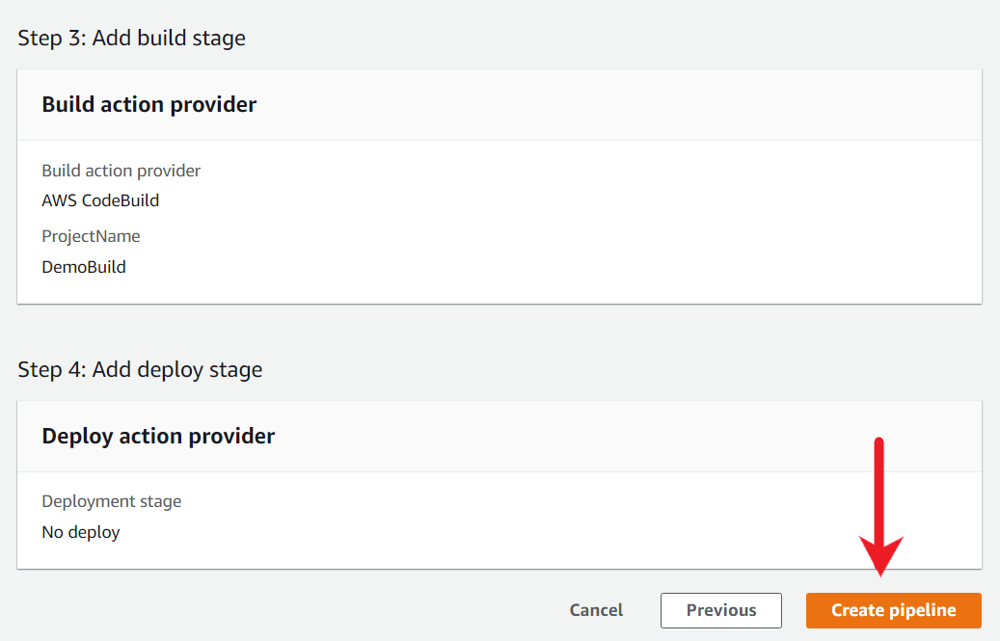 Step 3: Add build stage
Build action provider
Build action provider
AWS CodeBuild
ProjectName
DemoBuild
Step 4: Add deploy stage
Deploy action provider
Deployment stage
No deploy
Cancel
Previous
Create pipeline